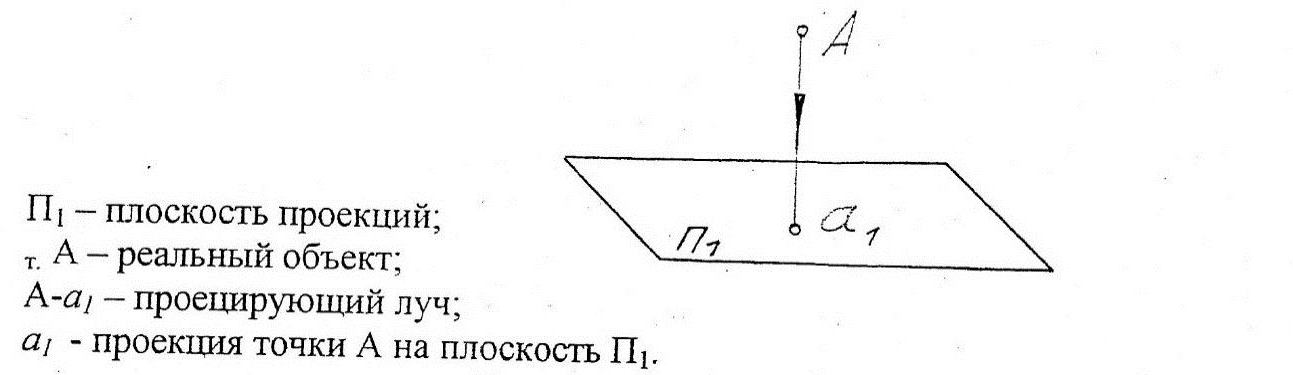 A
П₁ – плоскость проекций;
т. А – реальный объект;
А-a₁ – проецирующий луч;
a₁ - проекция точки А на плоскость П₁.
П₁
a₁